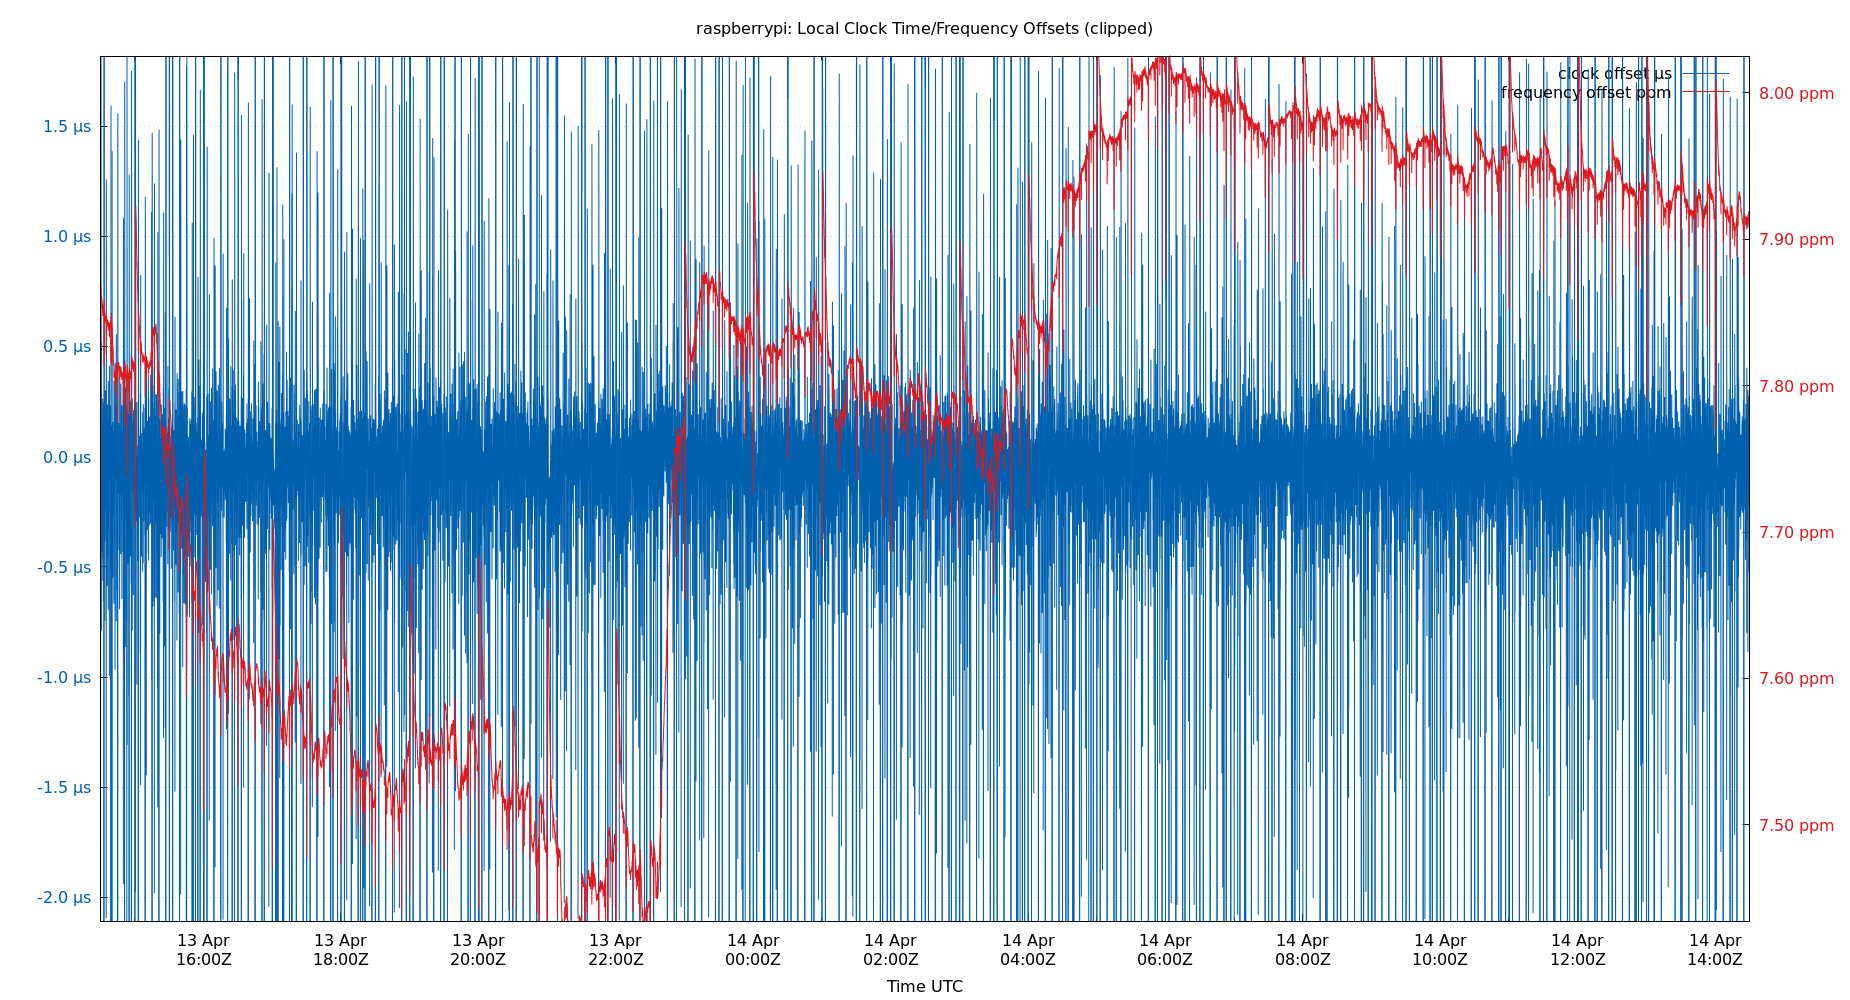 raspberrypi: Local Clock Time/Frequency Offsets (clipped)
clock offset µs
frequency offset ppm
1.5 µs
1.0 µs
0.5 µs
0.0 µs
-0.5 µs
-1.0 µs
-1.5 µs
-2.0 µs
8.00 ppm
7.90 ppm
7.80 ppm
7.70 ppm
7.60 ppm
7.50 ppm
13 Apr 13 Apr 13 Apr 13 Apr 14 Apr 14 Apr 14 Apr 14 Apr 14 Apr 14 Apr 14 Apr 14 Apr
16:00Z 18:00Z 20:00Z 22:00Z 00:00Z 02:00Z 04:00Z 06:00Z 08:00Z 10:00Z 12:00Z 14:00Z
Time UTC